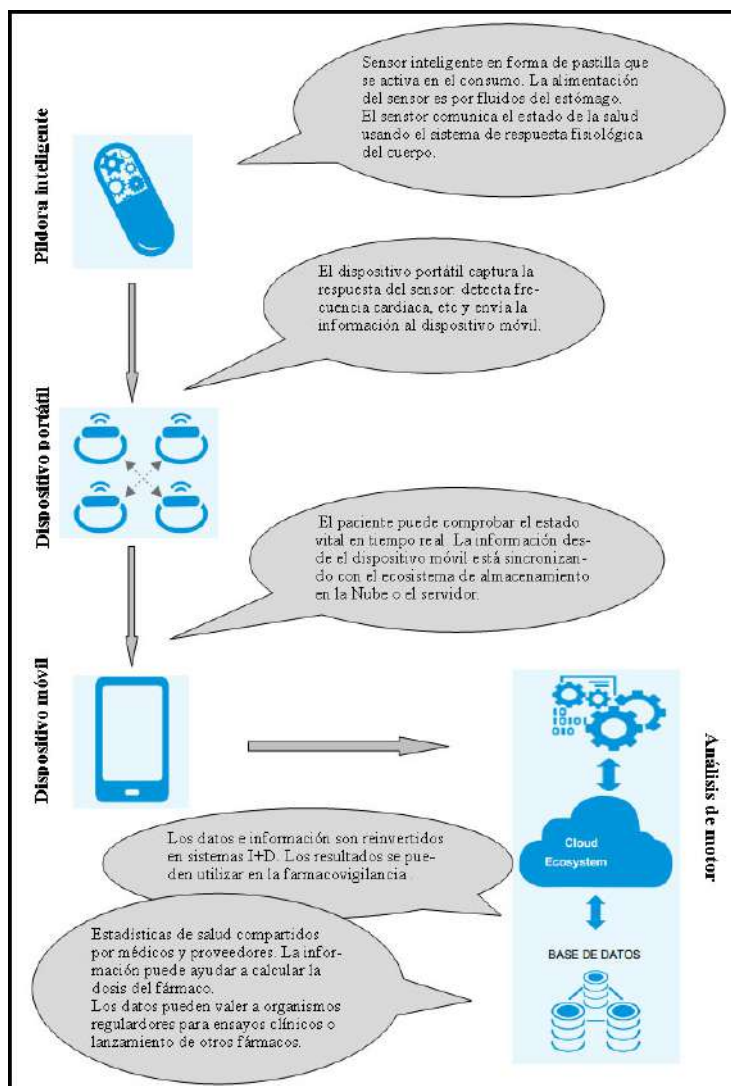 Sensor inteligente en forma de pastilla que
se activa en el consumo. La alimentación
del sensor es por fluidos del estómago.
El senstor comunica el estado de la salud
usando el sistema de respuesta fisiológica
del cuerpo.
Píldora inteligente
El dispositivo portátil captura la
respuesta del sensor: detecta fre-
cuencia cardiaca, etc y envía la
información al dispositivo móvil.
Dispositivo portátil
El paciente puede comprobar el estado
vital en tiempo real. La información des-
de el dispositivo móvil está sincronizan-
do con el ecosistema de almacenamiento
en la Nube o el servidor.
Dispositivo móvil
10
01011
010
Análisis de motor
Cloud
Ecosystem
Los datos e información son reinvertidos
en sistemas I+D. Los resultados se pue-
den utilizar en la farmacovigilancia.
BASE DE DATOS
Estadísticas de salud compartidos
por médicos y proveedores. La infor-
mación puede ayudar a calcular la
dosis del fármaco.
Los datos pueden valer a organismos
regulardores para ensayos clínicos o
lanzamiento de otros fármacos.